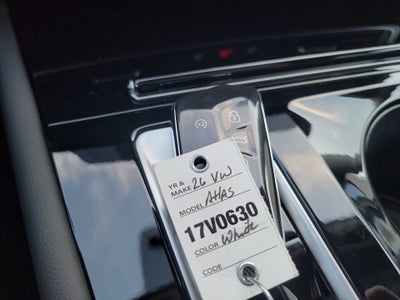 YR & MAKE 26 VW
MODEL Atlas
17V0630
COLOR White
CODE